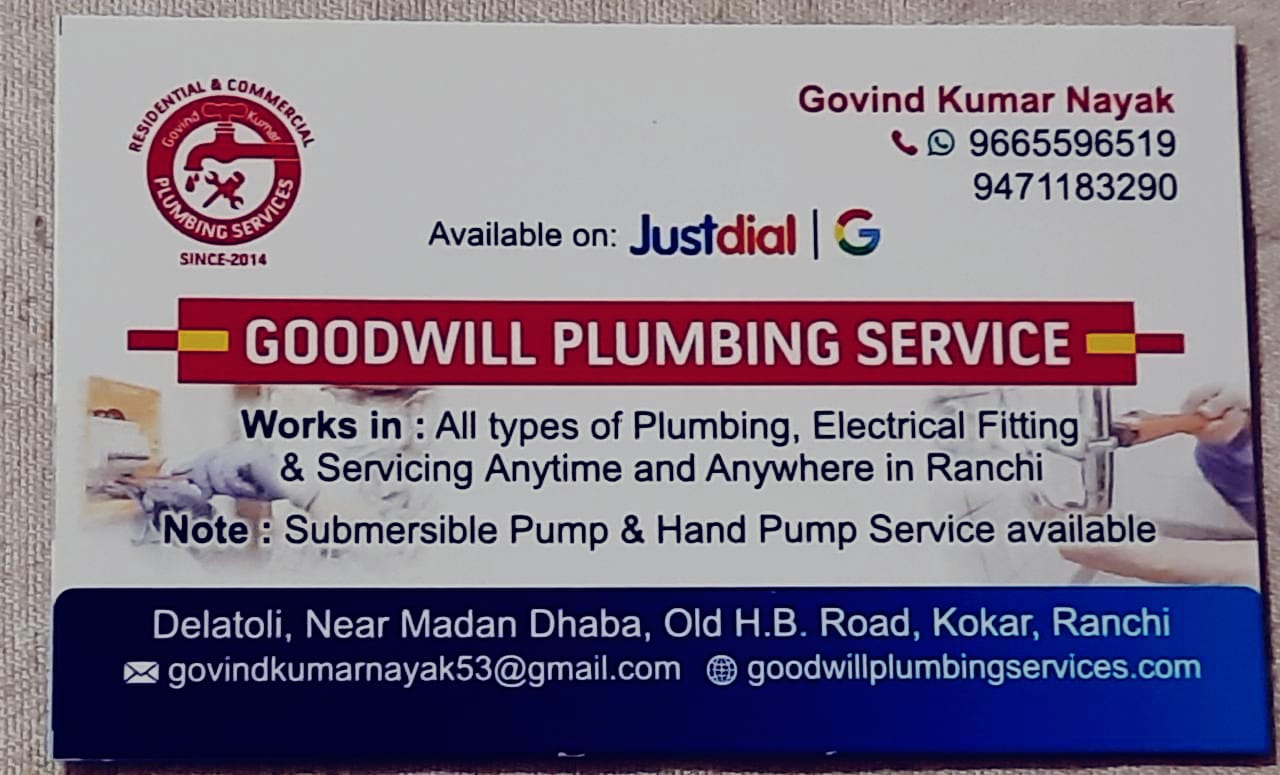 RESIDENTIAL & COMMERCIAL
Govind Kumar
PLUMBING SERVICES
SINCE-2014
Govind Kumar Nayak
9665596519
9471183290
Available on: Justdial | G
GOODWILL PLUMBING SERVICE
Works in : All types of Plumbing, Electrical Fitting
& Servicing Anytime and Anywhere in Ranchi
Note : Submersible Pump & Hand Pump Service available
Delatoli, Near Madan Dhaba, Old H.B. Road, Kokar, Ranchi
govindkumarnayak53@gmail.com goodwillplumbingservices.com